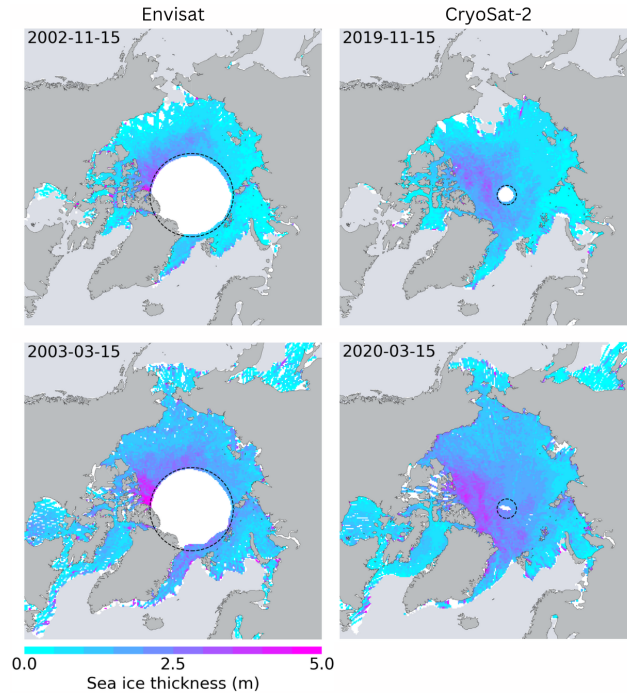 Envisat
CryoSat-2
2002-11-15
2019-11-15
2003-03-15
2020-03-15
0.0 2.5 5.0
Sea ice thickness (m)